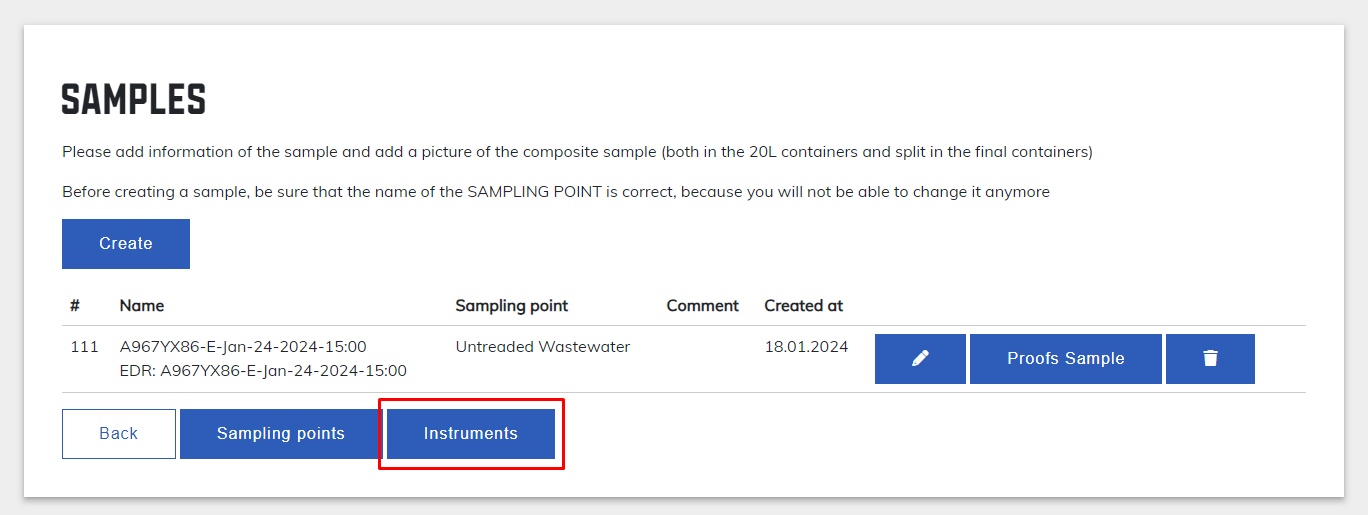 SAMPLES
Please add information of the sample and add a picture of the composite sample (both in the 20L containers and split in the final containers)
Before creating a sample, be sure that the name of the SAMPLING POINT is correct, because you will not be able to change it anymore
Create
# Name Sampling point Comment Created at
111 A967YX86-E-Jan-24-2024-15:00 Untreaded Wastewater 18.01.2024 Proofs Sample
EDR: A967YX86-E-Jan-24-2024-15:00
Back Sampling points Instruments